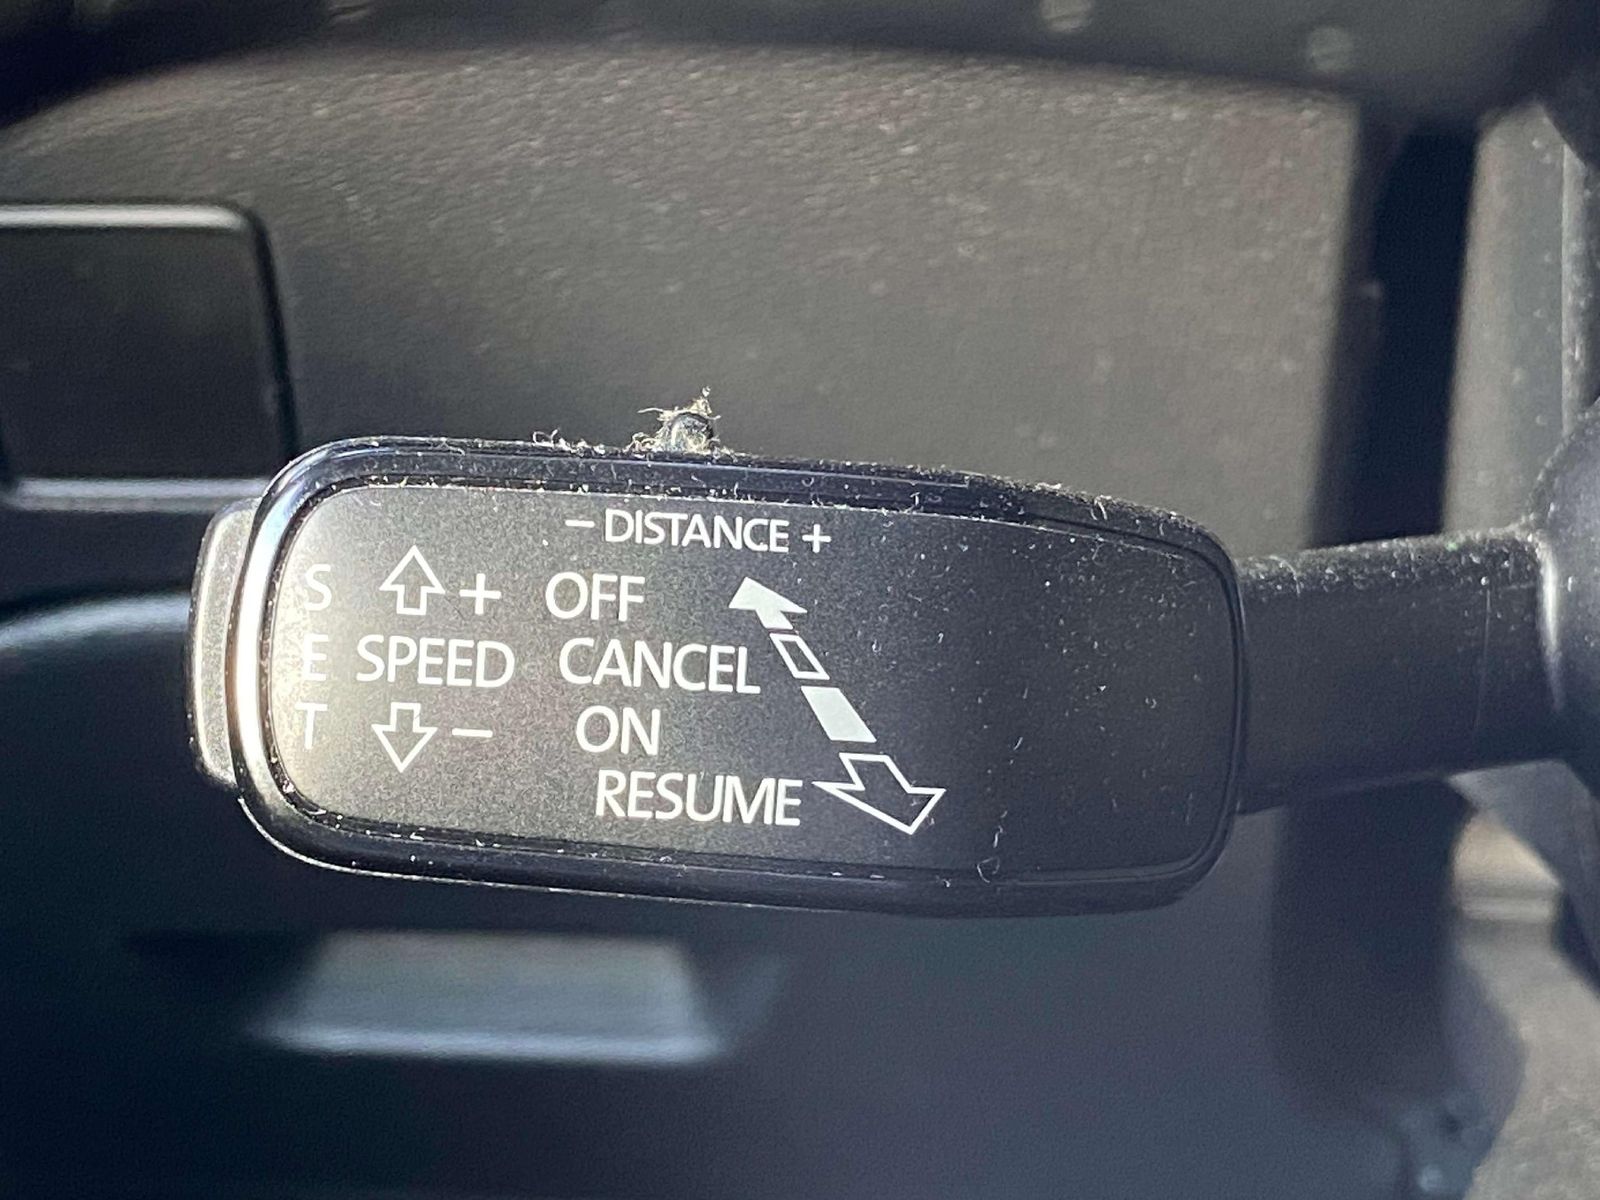 − DISTANCE +
S + OFF
E SPEED CANCEL
T − ON
RESUME